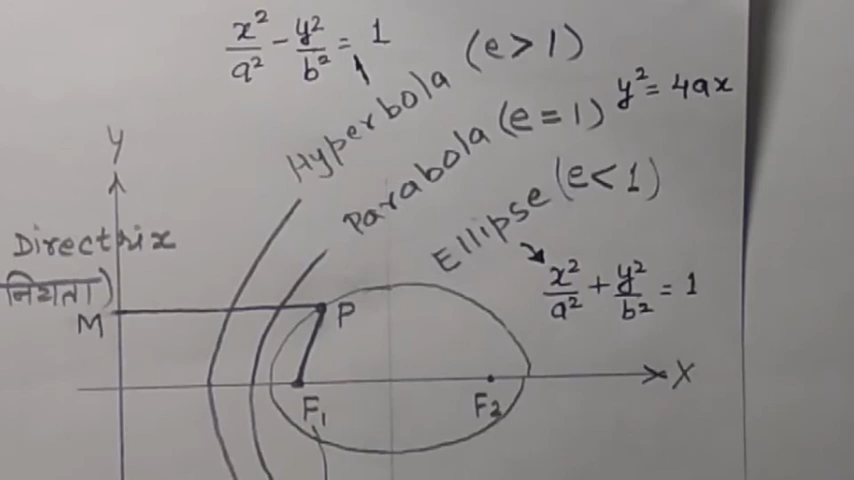 x²/a² - y²/b² = 1
Hyperbola (e > 1)
Parabola (e = 1) y² = 4ax
Ellipse (e < 1)
x²/a² + y²/b² = 1
Y
Directrix
नियता)
M
P
X
F₁
F₂